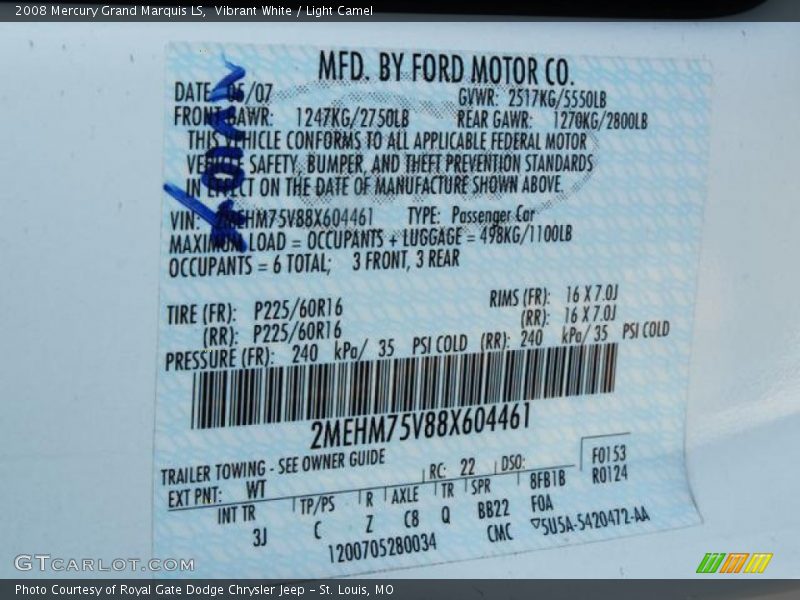 2008 Mercury Grand Marquis LS, Vibrant White / Light Camel
MFD. BY FORD MOTOR CO.
DATE: 05/07 GVWR: 2517KG/5550LB
FRONT GAWR: 1247KG/2750LB REAR GAWR: 1270KG/2800LB
THIS VEHICLE CONFORMS TO ALL APPLICABLE FEDERAL MOTOR
VEHICLE SAFETY, BUMPER, AND THEFT PREVENTION STANDARDS
IN EFFECT ON THE DATE OF MANUFACTURE SHOWN ABOVE.
VIN: 2MEHM75V88X604461 TYPE: Passenger Car
MAXIMUM LOAD = OCCUPANTS + LUGGAGE = 498KG/1100LB
OCCUPANTS = 6 TOTAL; 3 FRONT, 3 REAR
TIRE (FR): P225/60R16 RIMS (FR): 16 X 7.0J
(RR): P225/60R16 (RR): 16 X 7.0J
PRESSURE (FR): 240 kPa/ 35 PSI COLD (RR): 240 kPa/ 35 PSI COLD
2MEHM75V88X604461
TRAILER TOWING - SEE OWNER GUIDE
EXT PNT: WT RC: 22 DSO: F0153
R0124
INT TR TP/PS R AXLE TR SPR 8FB1B
3J C Z C8 Q BB22 F0A
1200705280034 CMC ▽5U5A-5420472-AA
GTCARLOT.COM
Photo Courtesy of Royal Gate Dodge Chrysler Jeep - St. Louis, MO